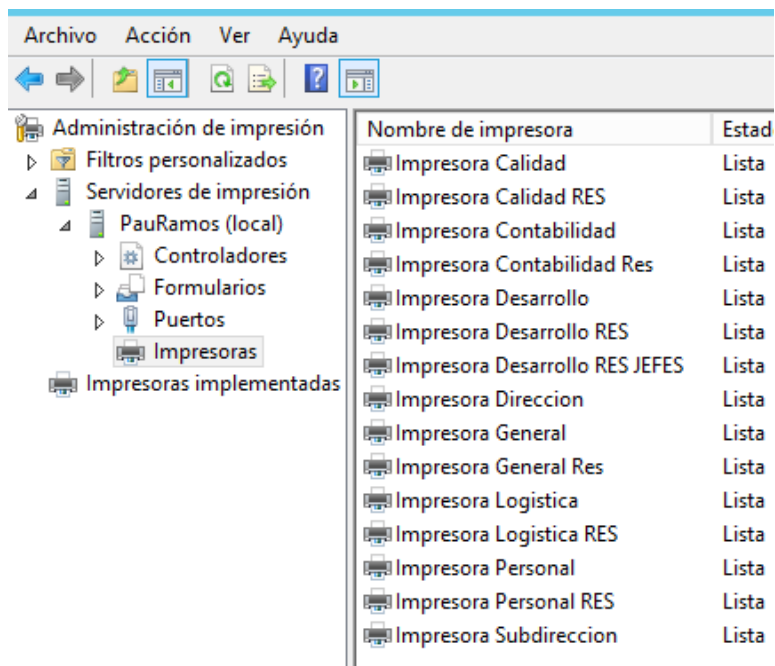 Archivo Acción Ver Ayuda
Administración de impresión
Filtros personalizados
Servidores de impresión
PauRamos (local)
Controladores
Formularios
Puertos
Impresoras
Impresoras implementadas
Nombre de impresora Estad
Impresora Calidad Lista
Impresora Calidad RES Lista
Impresora Contabilidad Lista
Impresora Contabilidad Res Lista
Impresora Desarrollo Lista
Impresora Desarrollo RES Lista
Impresora Desarrollo RES JEFES Lista
Impresora Direccion Lista
Impresora General Lista
Impresora General Res Lista
Impresora Logistica Lista
Impresora Logistica RES Lista
Impresora Personal Lista
Impresora Personal RES Lista
Impresora Subdireccion Lista